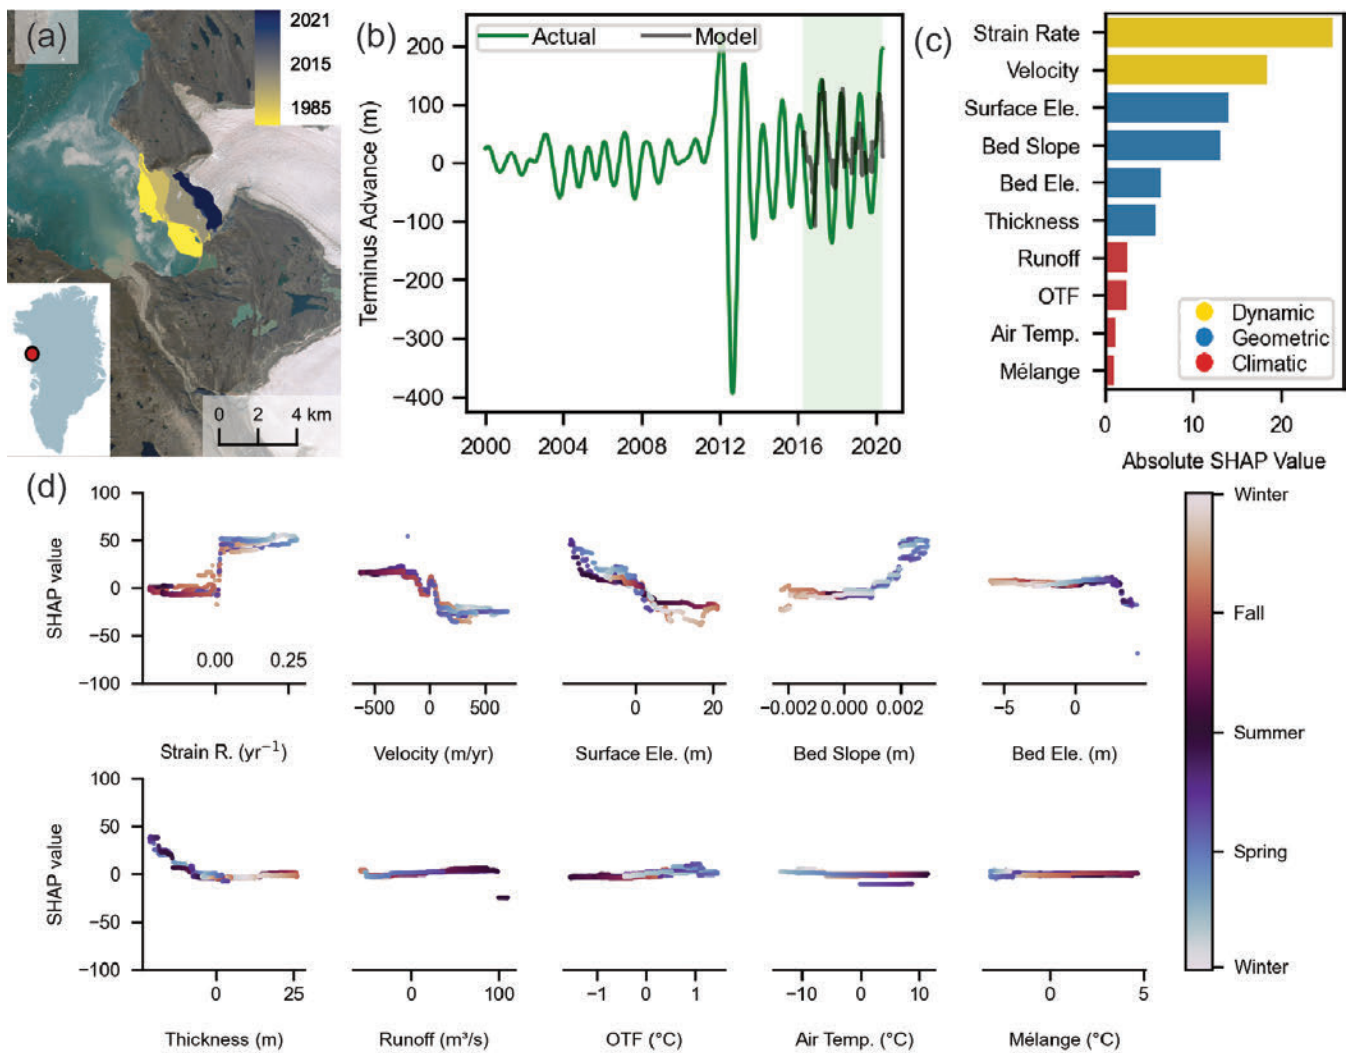 (a)
2021
2015
1985
0 2 4 km
(b)
Actual Model
Terminus Advance (m)
200
100
0
−100
−200
−300
−400
2000 2004 2008 2012 2016 2020
(c)
Strain Rate
Velocity
Surface Ele.
Bed Slope
Bed Ele.
Thickness
Runoff
OTF
Air Temp.
Mélange
Dynamic
Geometric
Climatic
0 10 20
Absolute SHAP Value
(d)
SHAP value
100
50
0
−50
−100
0.00 0.25
−500 0 500
0 20
−0.002 0.000 0.002
−5 0
Strain R. (yr⁻¹)
Velocity (m/yr)
Surface Ele. (m)
Bed Slope (m)
Bed Ele. (m)
SHAP value
100
50
0
−50
−100
0 25
0 100
−1 0 1
−10 0 10
0 5
Thickness (m)
Runoff (m³/s)
OTF (°C)
Air Temp. (°C)
Mélange (°C)
Winter
Fall
Summer
Spring
Winter